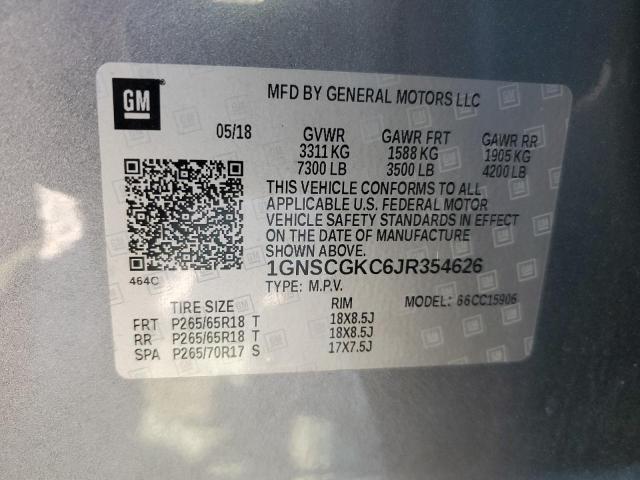 GM
MFD BY GENERAL MOTORS LLC
05/18 GVWR GAWR FRT GAWR RR
3311 KG 1588 KG 1905 KG
7300 LB 3500 LB 4200 LB
THIS VEHICLE CONFORMS TO ALL
APPLICABLE U.S. FEDERAL MOTOR
VEHICLE SAFETY STANDARDS IN EFFECT
ON THE DATE OF MANUFACTURE
SHOWN ABOVE.
464C
1GNSCGKC6JR354626
TYPE: M.P.V. MODEL: 66CC15906
TIRE SIZE RIM
FRT P265/65R18 T 18X8.5J
RR P265/65R18 T 18X8.5J
SPA P265/70R17 S 17X7.5J